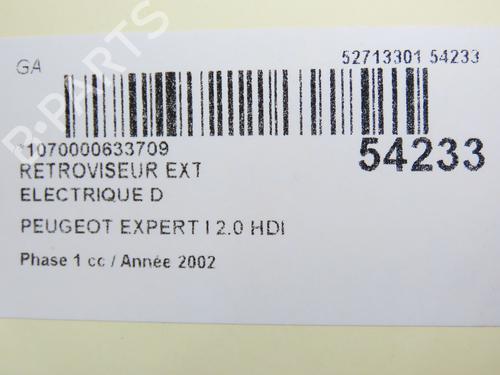 GA
52713301 54233
*1070000633709
54233
RETROVISEUR EXT
ELECTRIQUE D
PEUGEOT EXPERT I 2.0 HDI
Phase 1 cc / Année 2002
B-PARTS